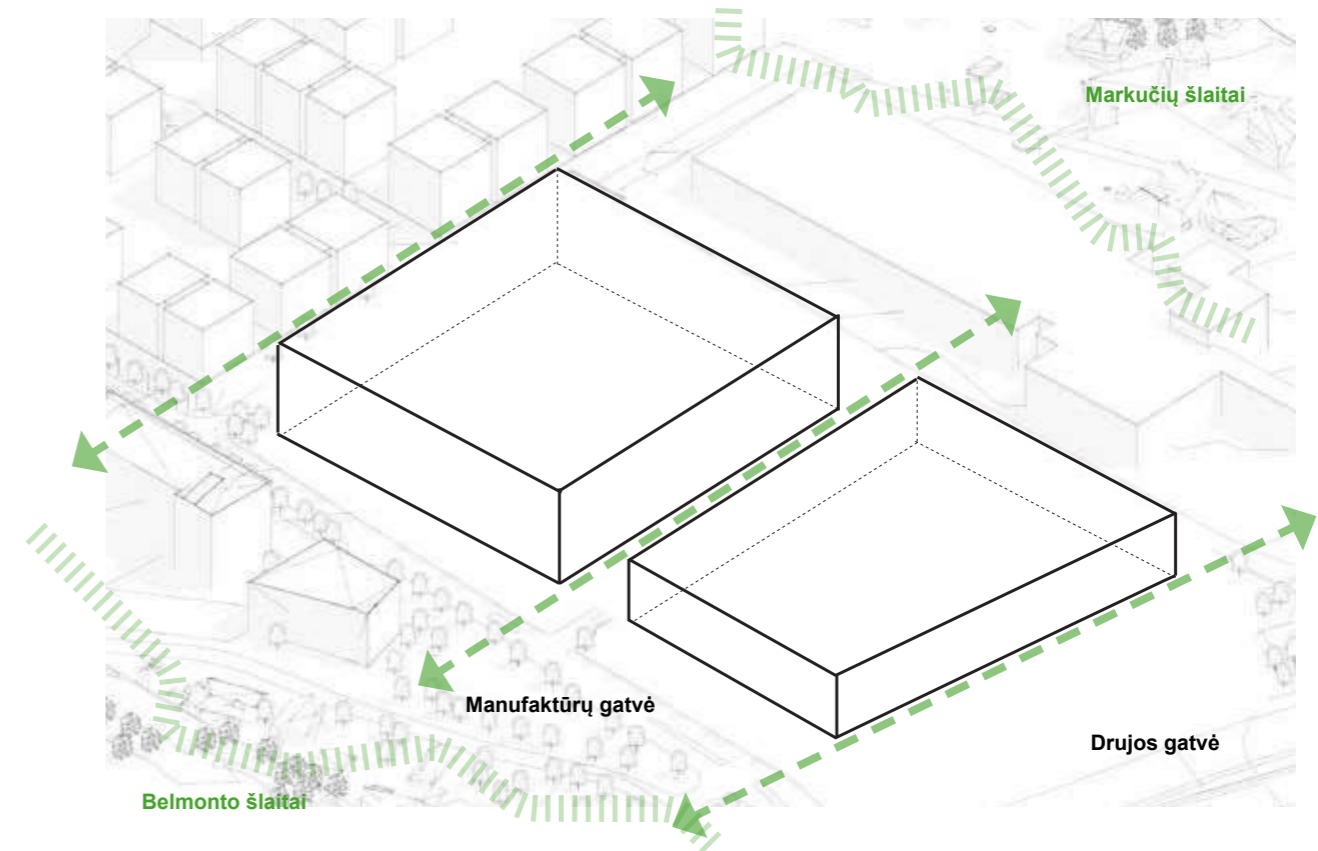 Markučių šlaitai
Manufaktūrų gatvė
Drujos gatvė
Belmonto šlaitai